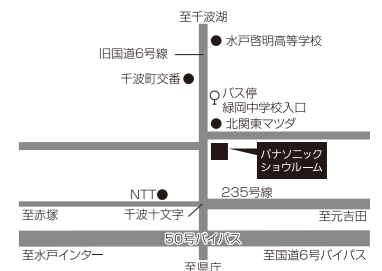 至千波湖
水戸啓明高等学校
旧国道6号線
千波町交番
バス停
緑岡中学校入口
北関東マツダ
パナソニック
ショウルーム
NTT
235号線
至赤塚
千波十文字
至元吉田
50号バイパス
至水戸インター
至国道6号バイパス
至県庁